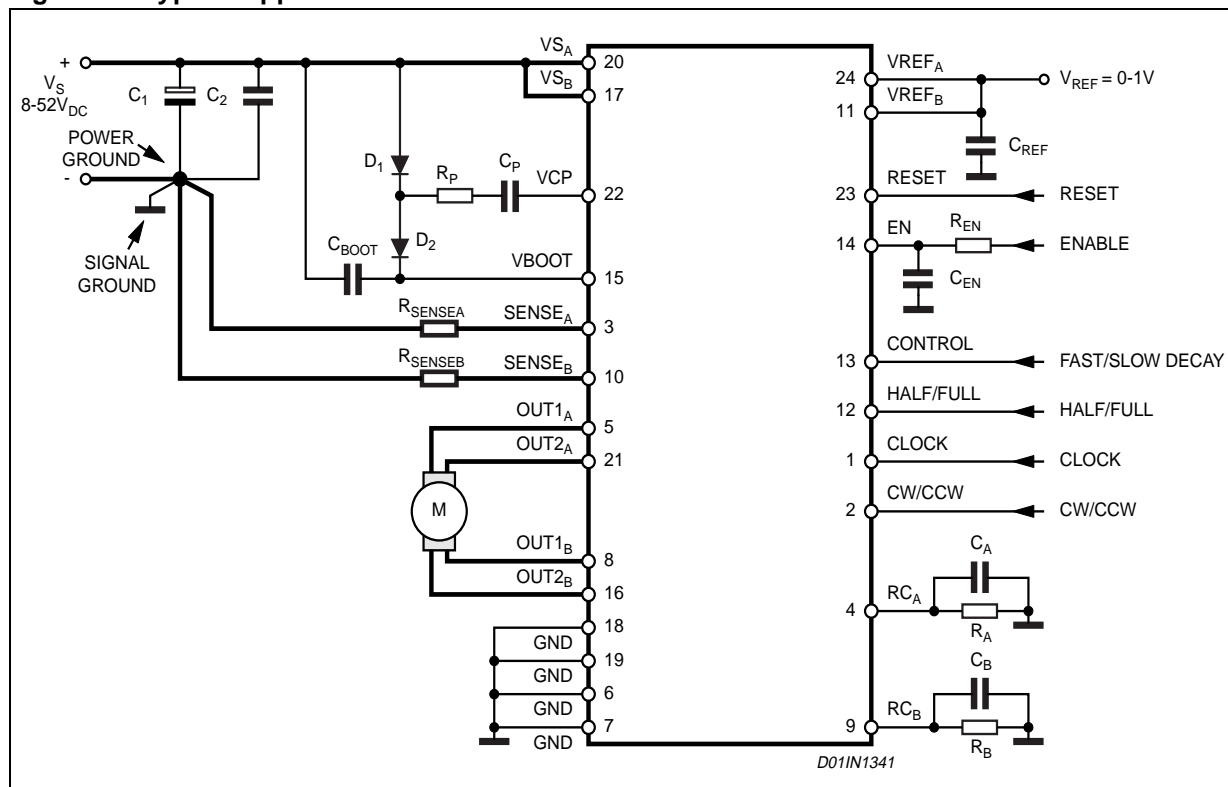 VS_A
20
VS_B
17
+
V_S
8-52V_DC
C_1
C_2
POWER
GROUND
-
SIGNAL
GROUND
D_1
R_P
C_P
VCP
22
D_2
C_BOOT
VBOOT
15
R_SENSEA
SENSE_A
3
R_SENSEB
SENSE_B
10
OUT1_A
5
OUT2_A
21
M
OUT1_B
8
OUT2_B
16
18
GND
19
GND
6
GND
7
GND
24
VREF_A
V_REF = 0-1V
11
VREF_B
C_REF
23
RESET
RESET
14
EN
R_EN
ENABLE
C_EN
13
CONTROL
FAST/SLOW DECAY
12
HALF/FULL
HALF/FULL
1
CLOCK
CLOCK
2
CW/CCW
CW/CCW
C_A
4
RC_A
R_A
C_B
9
RC_B
R_B
D01IN1341